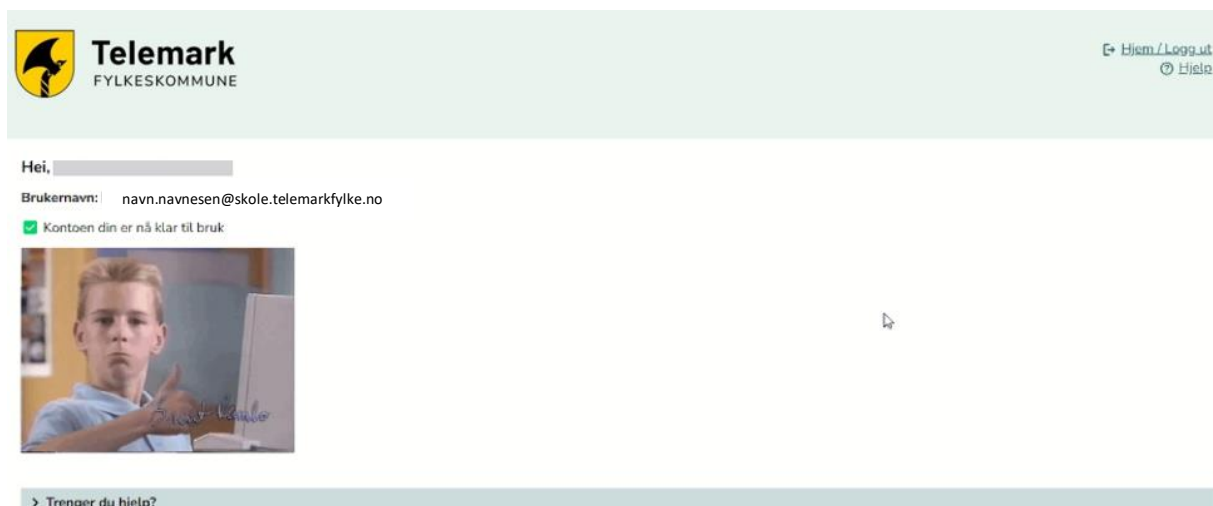 Telemark
FYLKESKOMMUNE
Hjem / Logg ut
Hjelp
Hei,
Brukernavn: navn.navnesen@skole.telemarkfylke.no
Kontoen din er nå klar til bruk
Trenger du hjelp?